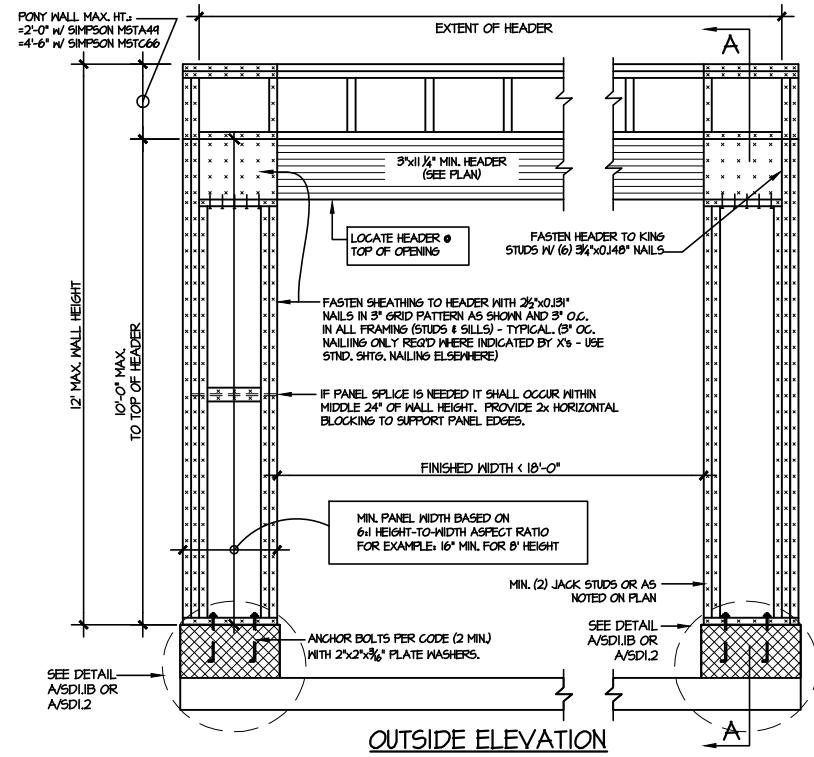 PONY WALL MAX. HT.:
=2'-0" W/ SIMPSON MSTA49
=4'-6" W/ SIMPSON MSTC66
EXTENT OF HEADER
A
3"x11 1/4" MIN. HEADER
(SEE PLAN)
LOCATE HEADER @
TOP OF OPENING
FASTEN HEADER TO KING
STUDS W/ (6) 3 1/4"x0.148" NAILS
12' MAX. WALL HEIGHT
10'-0" MAX.
TO TOP OF HEADER
FASTEN SHEATHING TO HEADER WITH 2 1/2"x0.131"
NAILS IN 3" GRID PATTERN AS SHOWN AND 3" O.C.
IN ALL FRAMING (STUDS & SILLS) - TYPICAL. (3" OC.
NAILIING ONLY REQ'D WHERE INDICATED BY X's - USE
STND. SHTG. NAILING ELSEWHERE)
IF PANEL SPLICE IS NEEDED IT SHALL OCCUR WITHIN
MIDDLE 24" OF WALL HEIGHT. PROVIDE 2x HORIZONTAL
BLOCKING TO SUPPORT PANEL EDGES.
FINISHED WIDTH < 18'-0"
MIN. PANEL WIDTH BASED ON
6:1 HEIGHT-TO-WIDTH ASPECT RATIO
FOR EXAMPLE: 16" MIN. FOR 8' HEIGHT
MIN. (2) JACK STUDS OR AS
NOTED ON PLAN
SEE DETAIL
A/SD1.1B OR
A/SD1.2
ANCHOR BOLTS PER CODE (2 MIN.)
WITH 2"x2"x3/16" PLATE WASHERS.
SEE DETAIL
A/SD1.1B OR
A/SD1.2
A
OUTSIDE ELEVATION